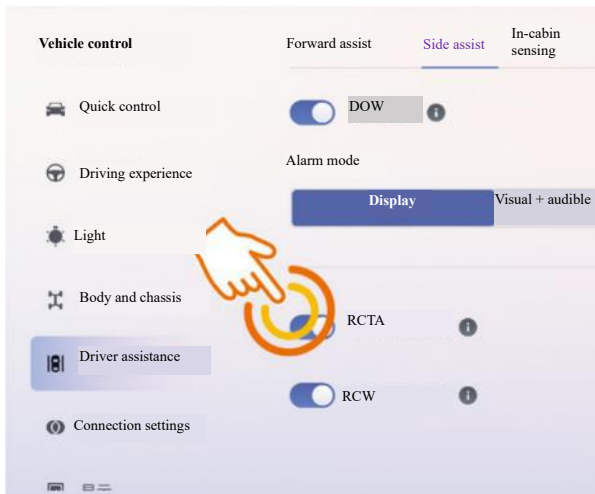 Vehicle control
Forward assist
Side assist
In-cabin
sensing
Quick control
DOW
Driving experience
Alarm mode
Display
Visual + audible
Light
Body and chassis
RCTA
Driver assistance
RCW
Connection settings